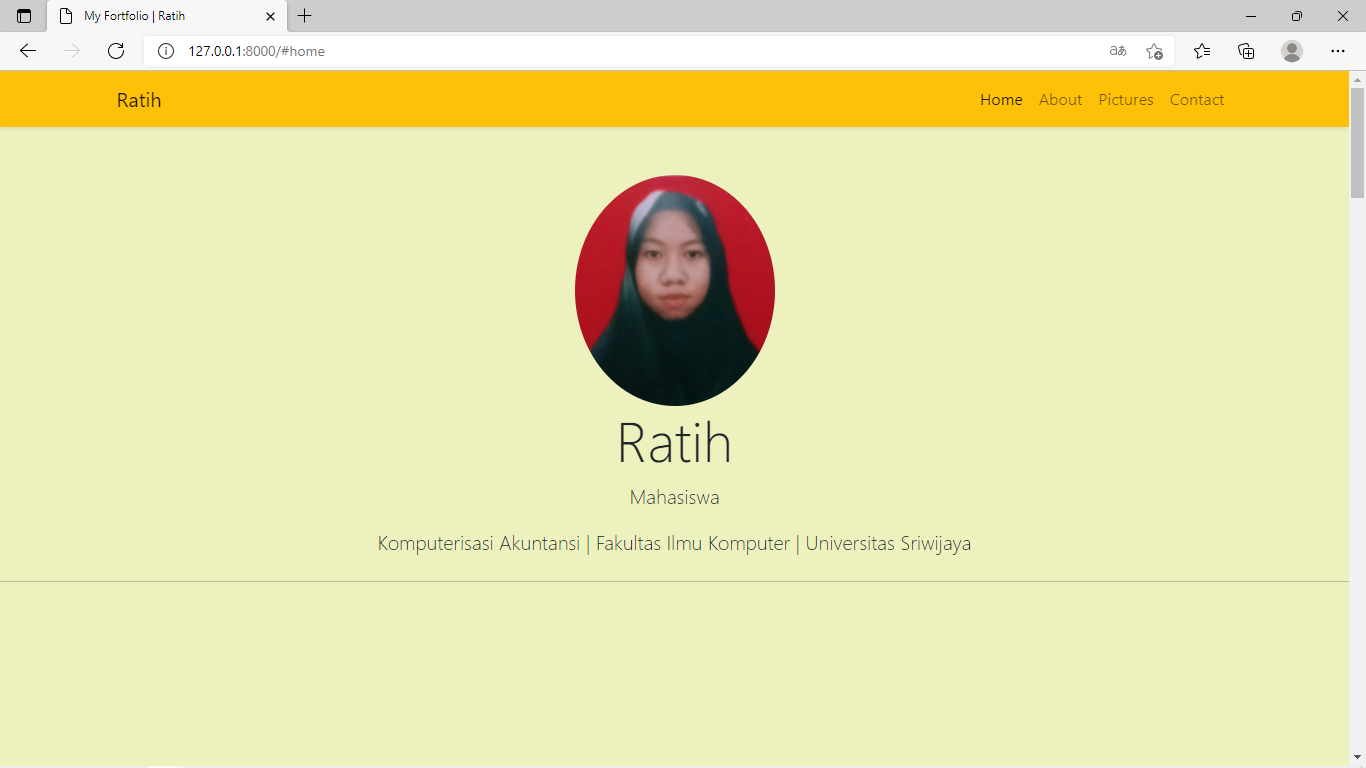 My Fortfolio | Ratih
127.0.0.1:8000/#home
Ratih
Home About Pictures Contact
Ratih
Mahasiswa
Komputerisasi Akuntansi | Fakultas Ilmu Komputer | Universitas Sriwijaya